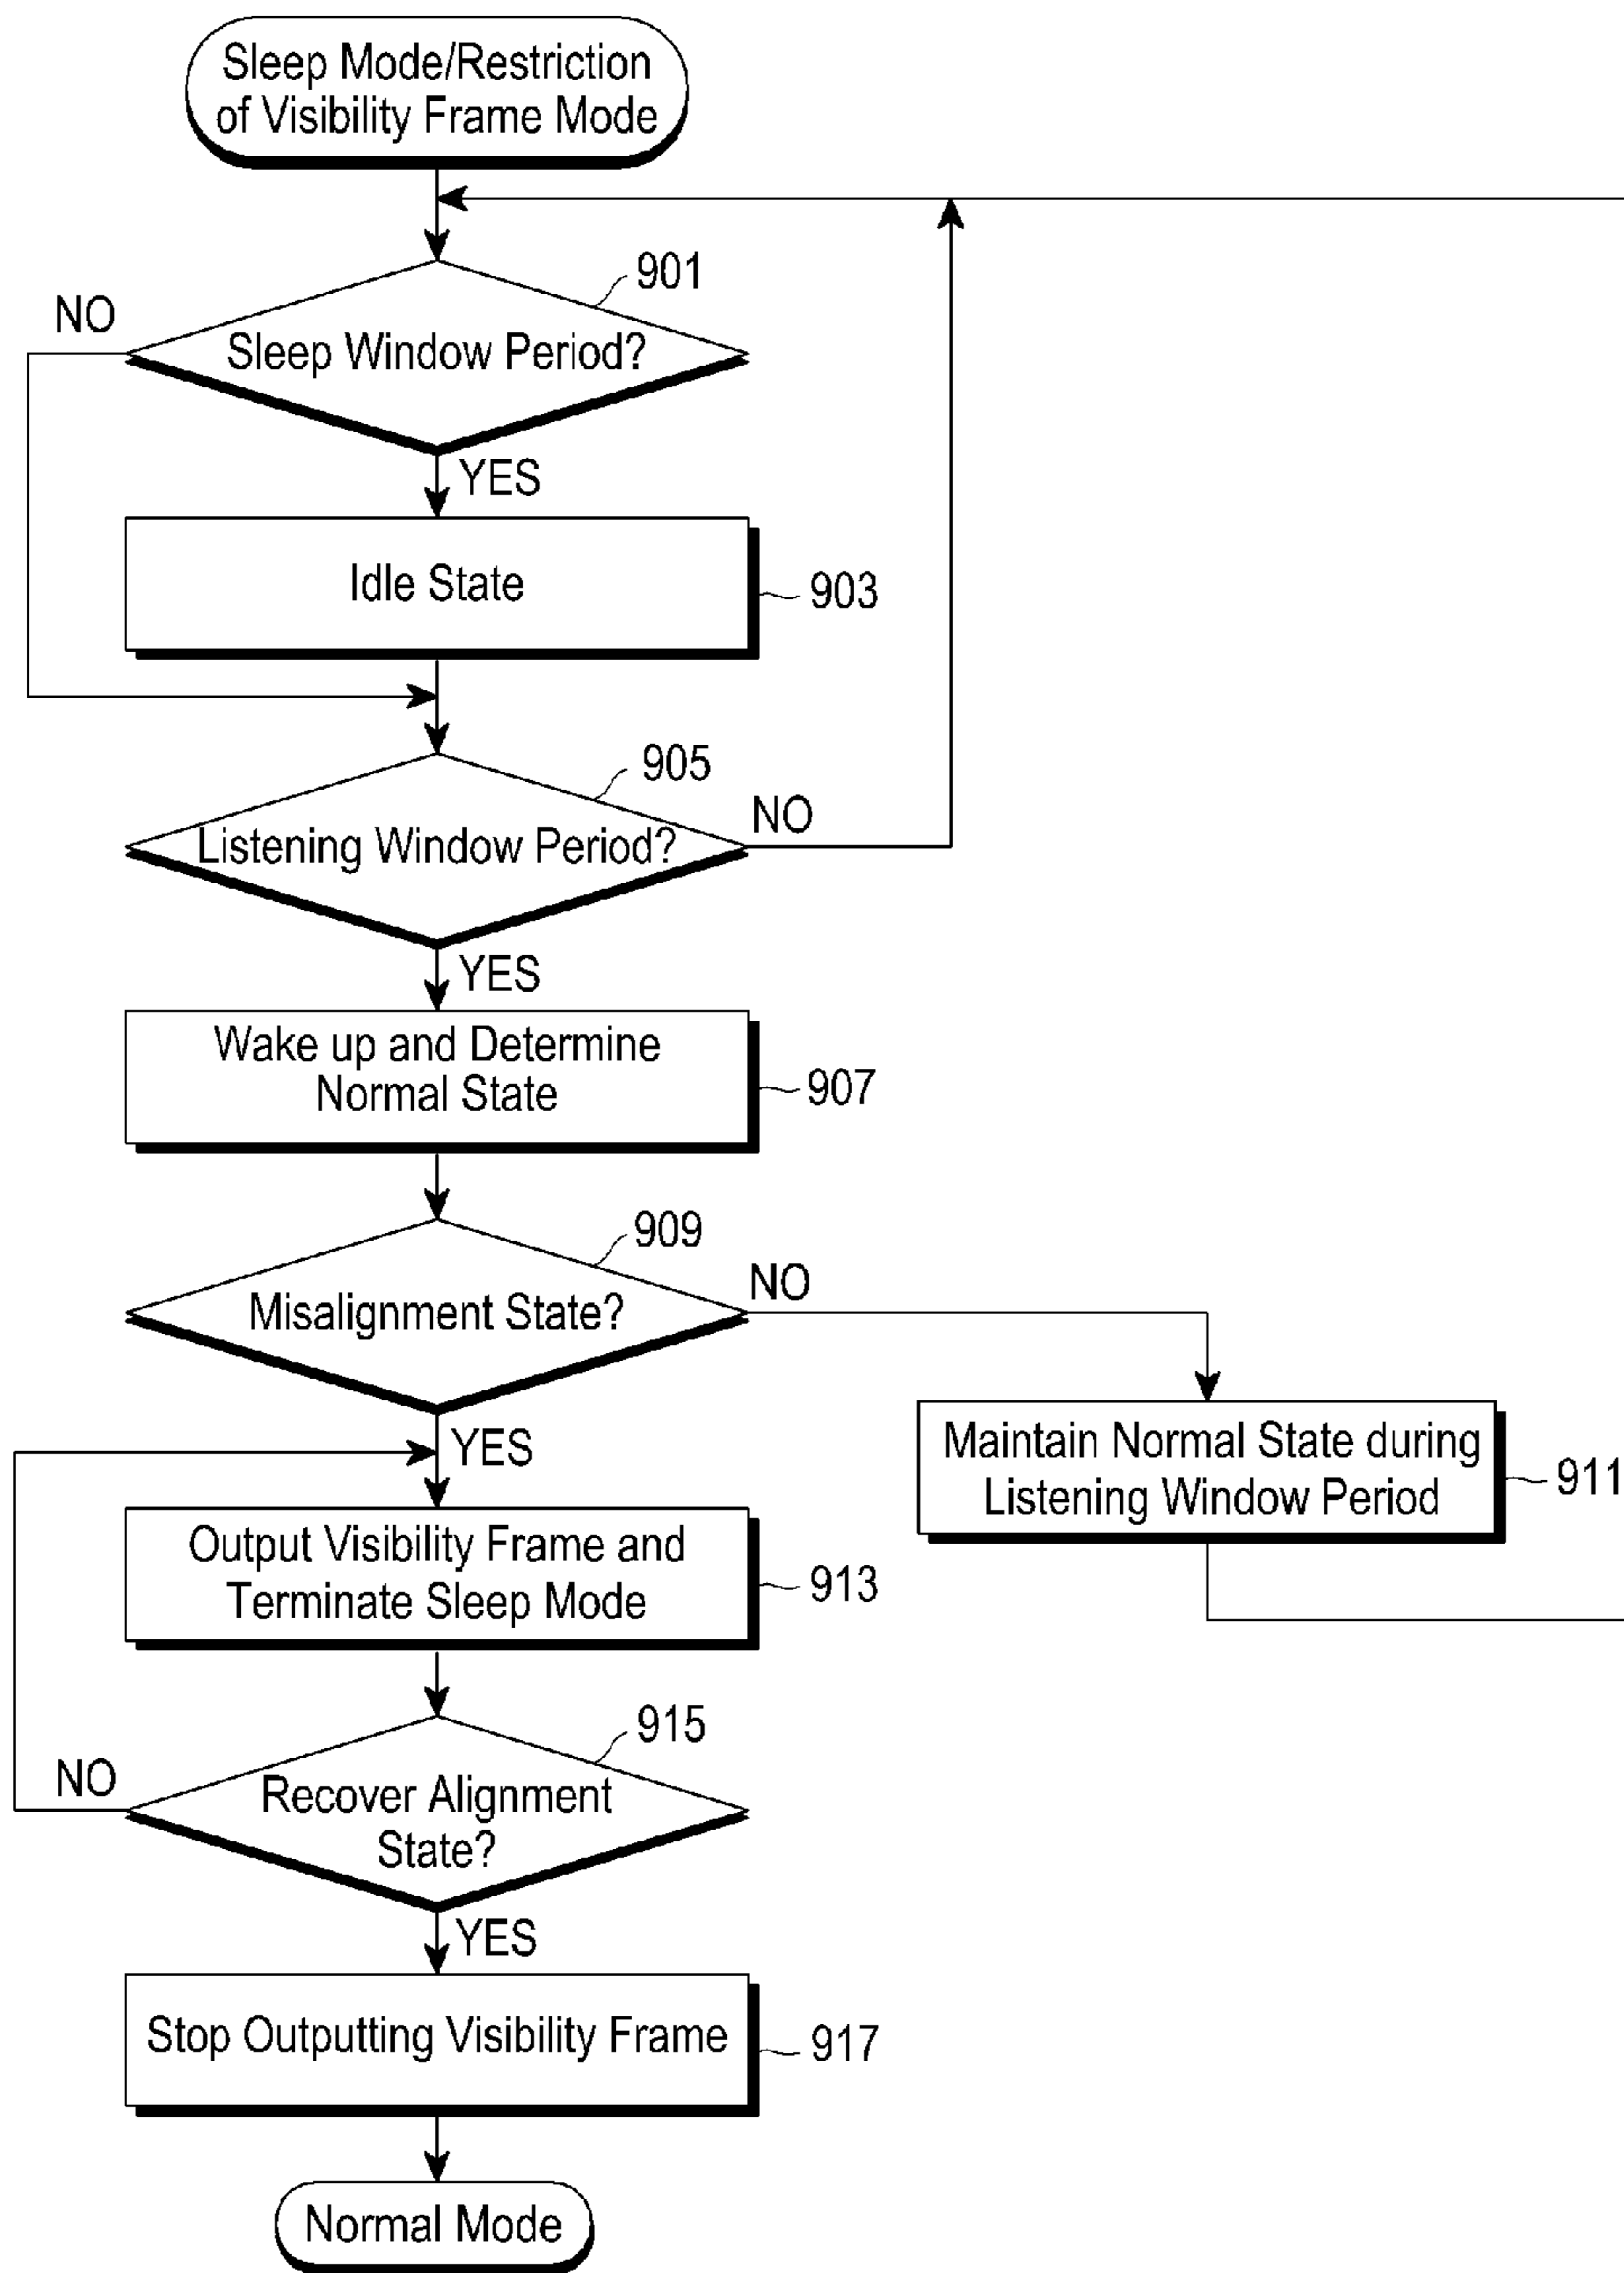 Sleep Mode/Restriction
of Visibility Frame Mode
901
NO
Sleep Window Period?
YES
Idle State
903
905
Listening Window Period?
NO
YES
Wake up and Determine
Normal State
907
909
NO
Misalignment State?
YES
Maintain Normal State during
Listening Window Period
911
Output Visibility Frame and
Terminate Sleep Mode
913
915
NO
Recover Alignment
State?
YES
Stop Outputting Visibility Frame
917
Normal Mode